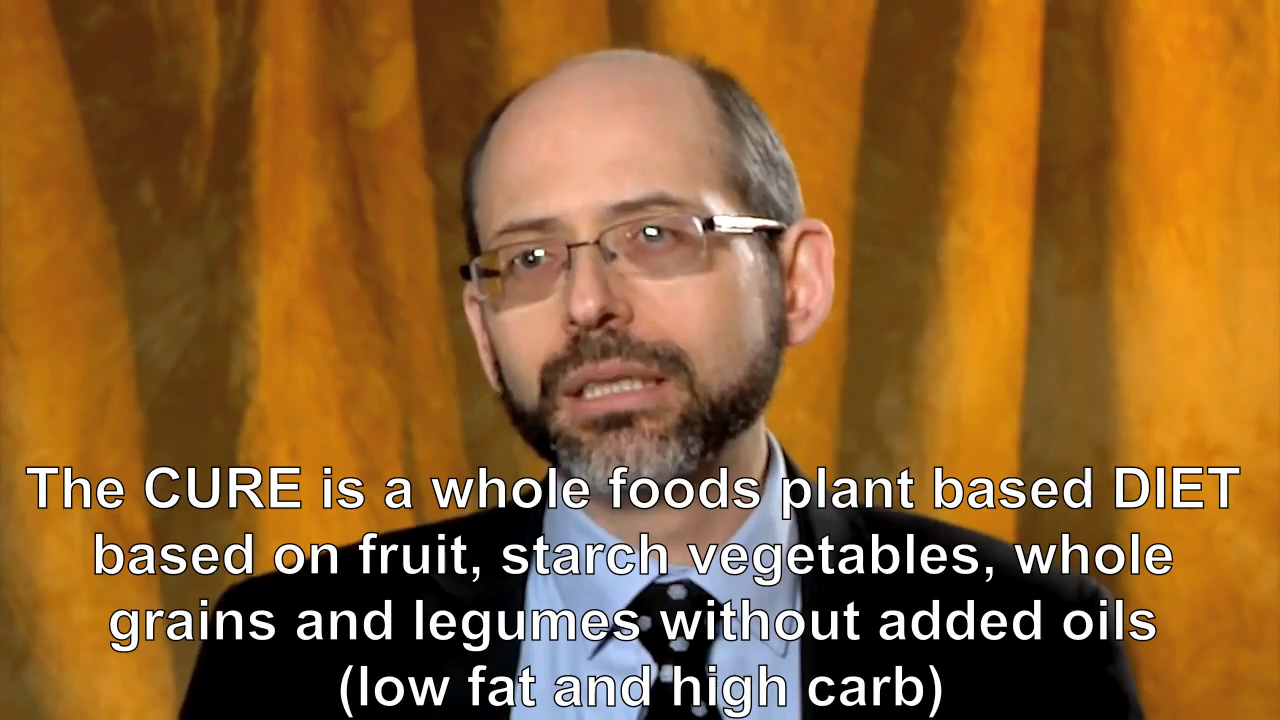 The CURE is a whole foods plant based DIET
based on fruit, starch vegetables, whole
grains and legumes without added oils
(low fat and high carb)